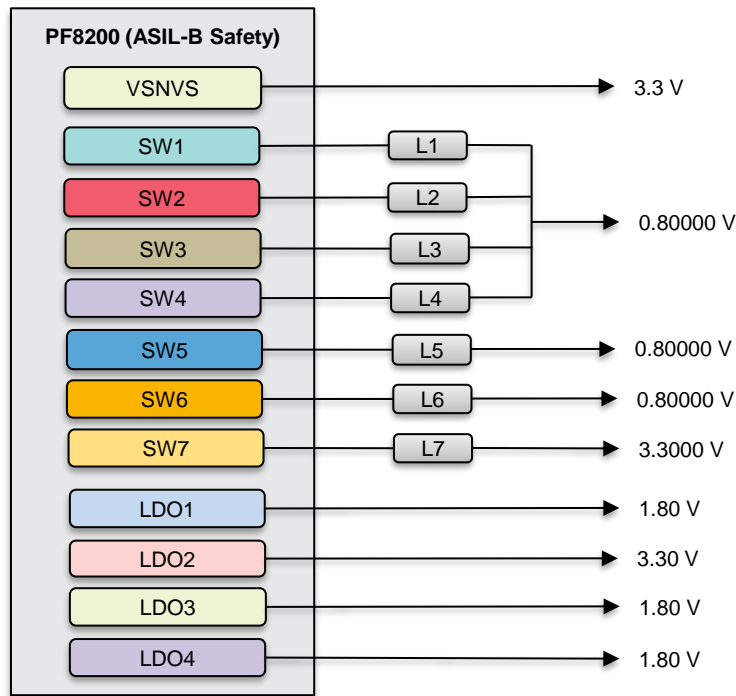 PF8200 (ASIL-B Safety)
VSNVS
3.3 V
SW1
L1
SW2
L2
0.80000 V
SW3
L3
SW4
L4
SW5
L5
0.80000 V
SW6
L6
0.80000 V
SW7
L7
3.3000 V
LDO1
1.80 V
LDO2
3.30 V
LDO3
1.80 V
LDO4
1.80 V